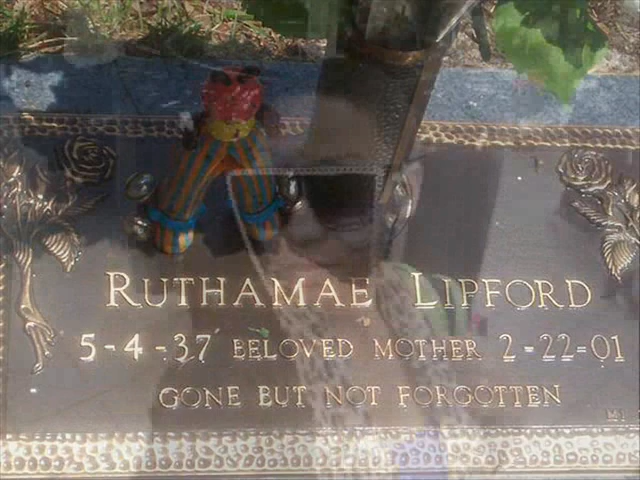 RUTHAMAE LIPFORD
5-4-37 BELOVED MOTHER 2-22-01
GONE BUT NOT FORGOTTEN